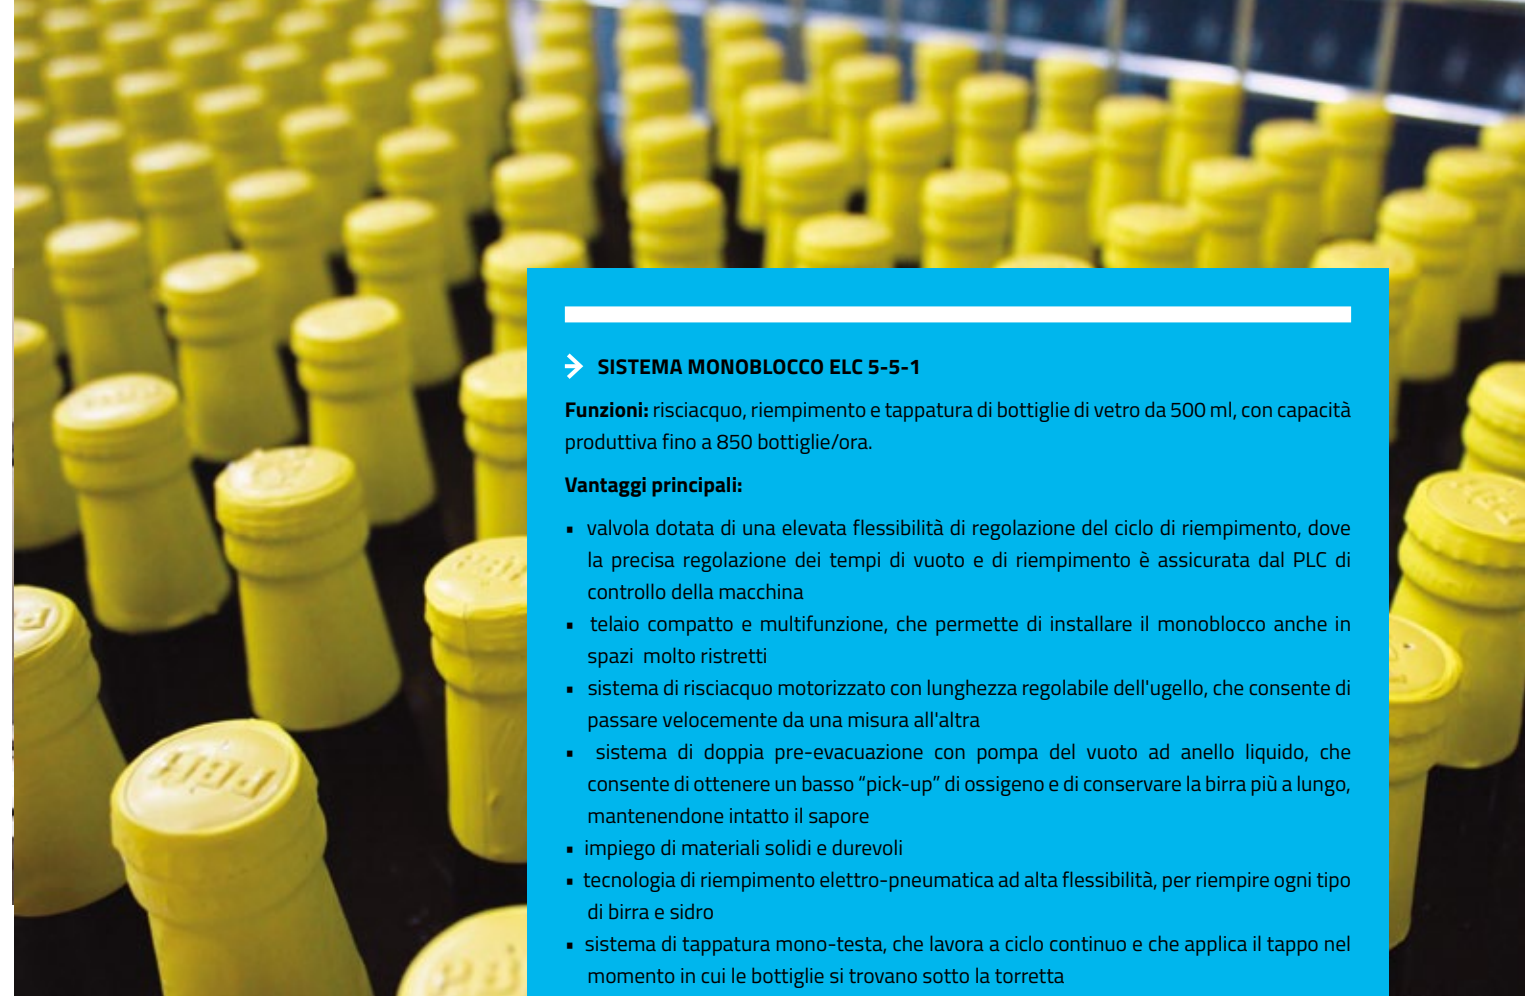 SISTEMA MONOBLOCCO ELC 5-5-1
Funzioni: risciacquo, riempimento e tappatura di bottiglie di vetro da 500 ml, con capacità
produttiva fino a 850 bottiglie/ora.
Vantaggi principali:
▪ valvola dotata di una elevata flessibilità di regolazione del ciclo di riempimento, dove
la precisa regolazione dei tempi di vuoto e di riempimento è assicurata dal PLC di
controllo della macchina
▪ telaio compatto e multifunzione, che permette di installare il monoblocco anche in
spazi molto ristretti
▪ sistema di risciacquo motorizzato con lunghezza regolabile dell'ugello, che consente di
passare velocemente da una misura all'altra
▪ sistema di doppia pre-evacuazione con pompa del vuoto ad anello liquido, che
consente di ottenere un basso “pick-up” di ossigeno e di conservare la birra più a lungo,
mantenendone intatto il sapore
▪ impiego di materiali solidi e durevoli
▪ tecnologia di riempimento elettro-pneumatica ad alta flessibilità, per riempire ogni tipo
di birra e sidro
▪ sistema di tappatura mono-testa, che lavora a ciclo continuo e che applica il tappo nel
momento in cui le bottiglie si trovano sotto la torretta